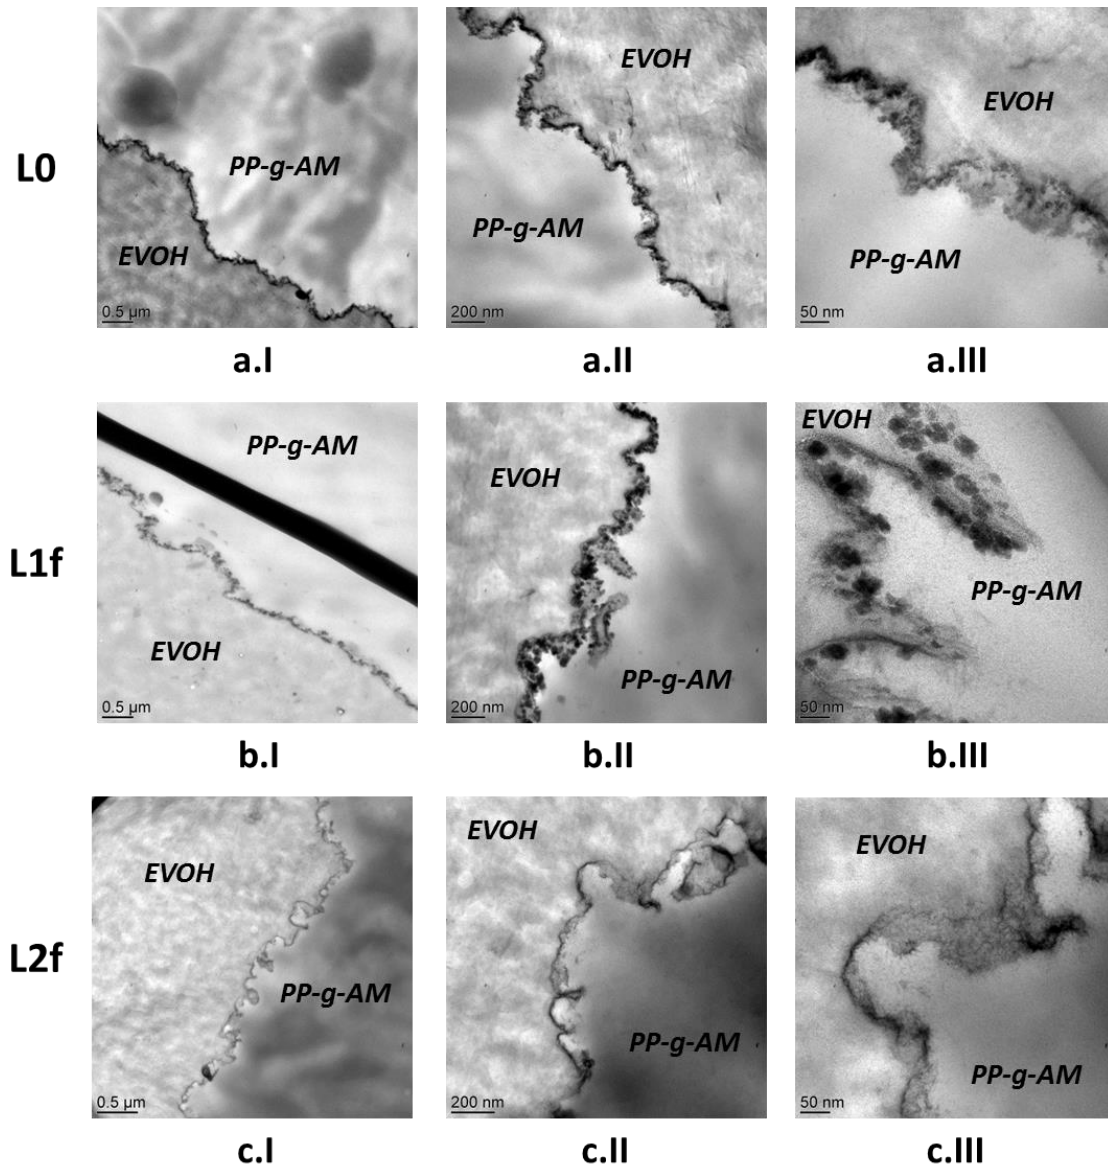 L0
PP-g-AM
EVOH
0.5 µm
a.I
EVOH
PP-g-AM
200 nm
a.II
EVOH
PP-g-AM
50 nm
a.III
L1f
PP-g-AM
EVOH
0.5 µm
b.I
EVOH
PP-g-AM
200 nm
b.II
EVOH
PP-g-AM
50 nm
b.III
L2f
EVOH
PP-g-AM
0.5 µm
c.I
EVOH
PP-g-AM
200 nm
c.II
EVOH
PP-g-AM
50 nm
c.III